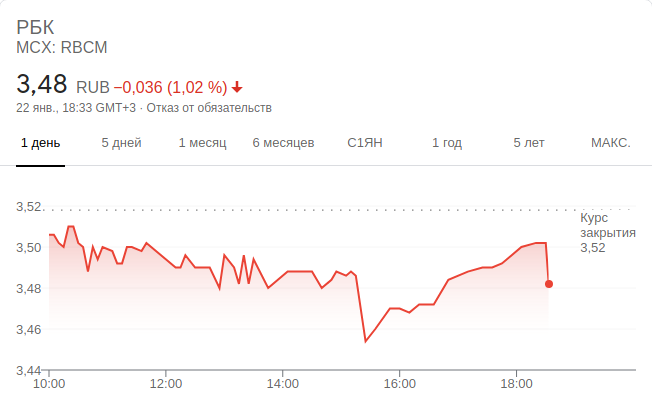 РБК
MCX: RBCM
3,48 RUB −0,036 (1,02 %)
22 янв., 18:33 GMT+3 · Отказ от обязательств
1 день 5 дней 1 месяц 6 месяцев С1ЯН 1 год 5 лет МАКС.
3,52
Курс
закрытия
3,52
3,50
3,48
3,46
3,44
10:00 12:00 14:00 16:00 18:00